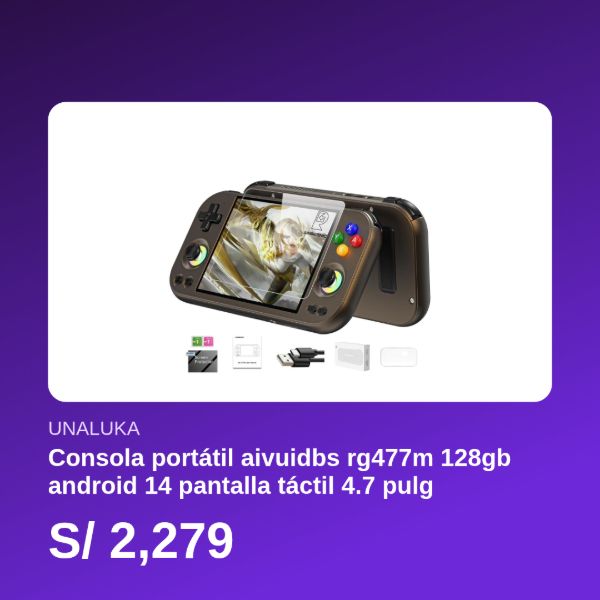 UNALUKA
Consola portátil aivuidbs rg477m 128gb
android 14 pantalla táctil 4.7 pulg
S/ 2,279